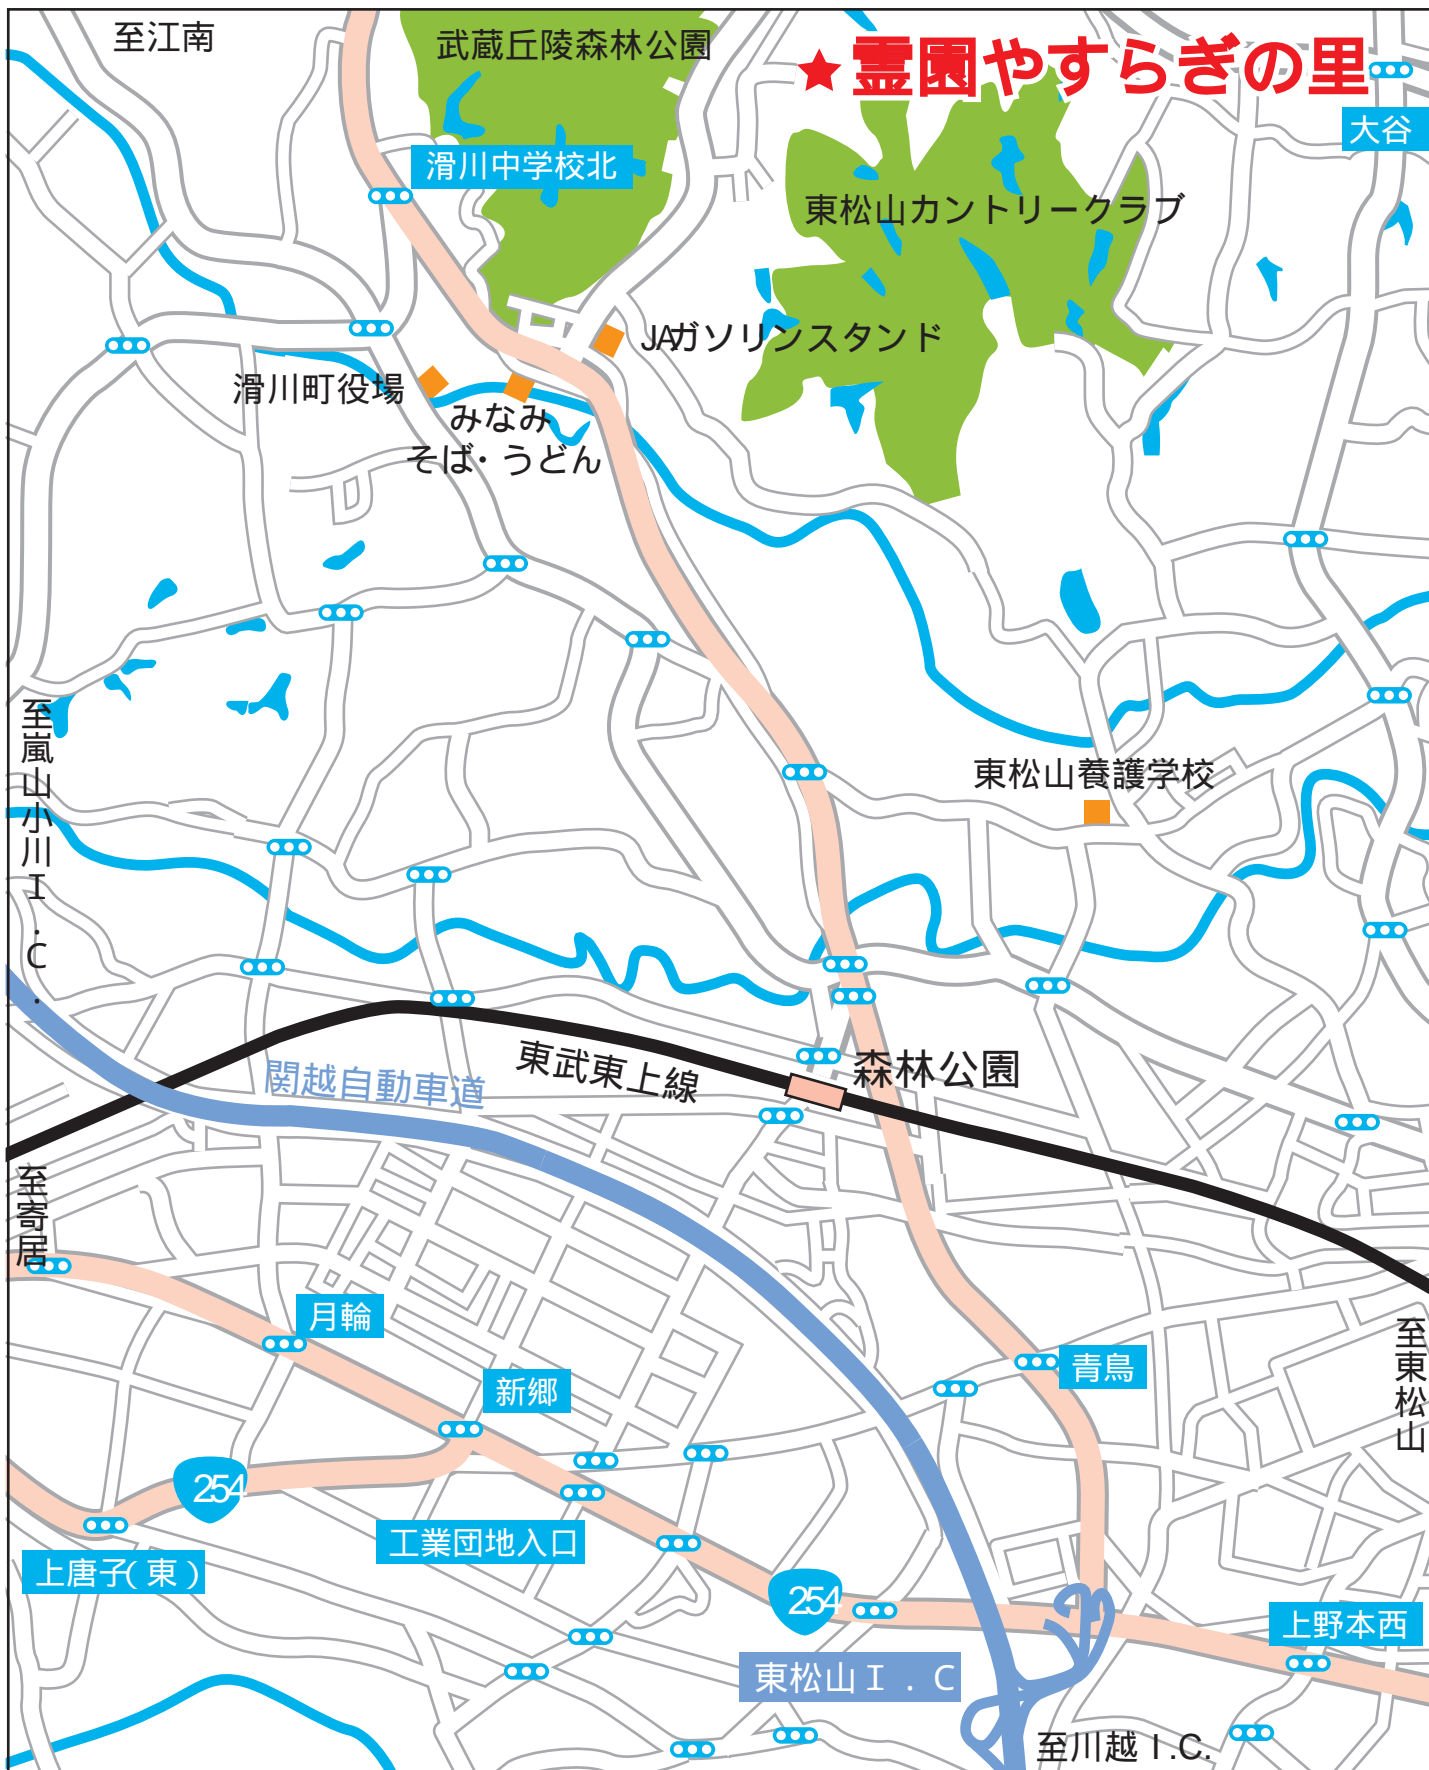 至江南
武蔵丘陵森林公園
霊園やすらぎの里
大谷
滑川中学校北
東松山カントリークラブ
JAガソリンスタンド
滑川町役場
みなみ
そば・うどん
至嵐山小川I.C.
東松山養護学校
東武東上線
森林公園
関越自動車道
至寄居
月輪
至東松山
青鳥
新郷
254
工業団地入口
上唐子(東)
254
上野本西
東松山I.C
至川越I.C.